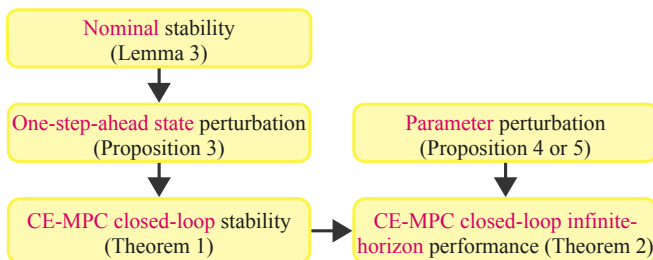 Nominal stability
(Lemma 3)
One-step-ahead state perturbation
(Proposition 3)
Parameter perturbation
(Proposition 4 or 5)
CE-MPC closed-loop stability
(Theorem 1)
CE-MPC closed-loop infinite-
horizon performance (Theorem 2)